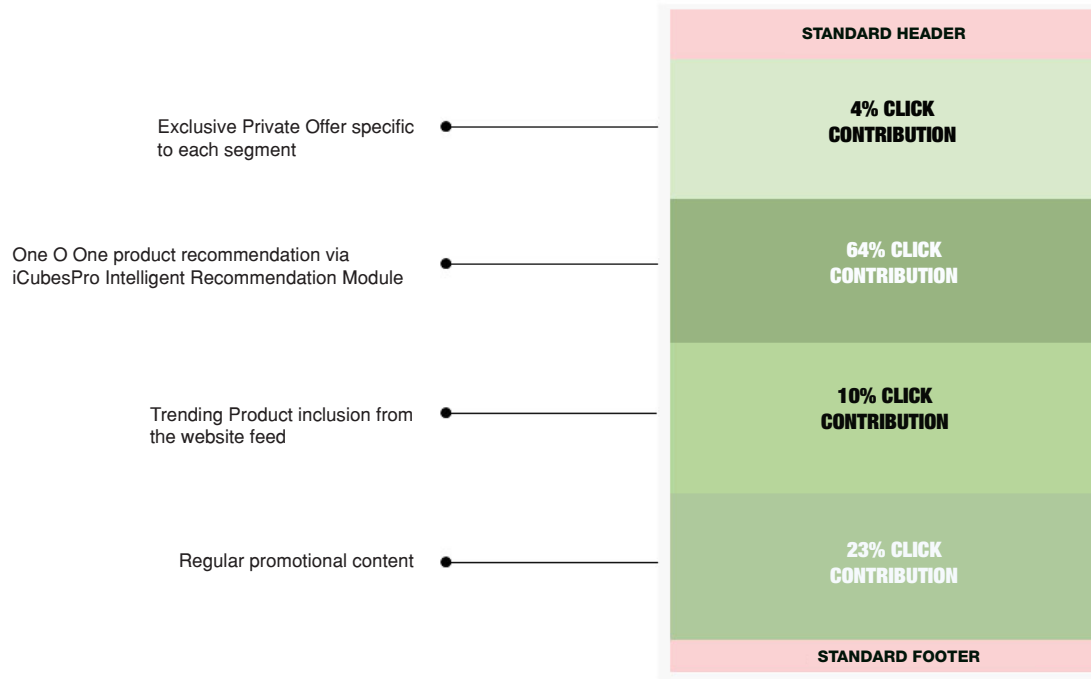 STANDARD HEADER
Exclusive Private Offer specific
to each segment
4% CLICK
CONTRIBUTION
One O One product recommendation via
iCubesPro Intelligent Recommendation Module
64% CLICK
CONTRIBUTION
Trending Product inclusion from
the website feed
10% CLICK
CONTRIBUTION
Regular promotional content
23% CLICK
CONTRIBUTION
STANDARD FOOTER